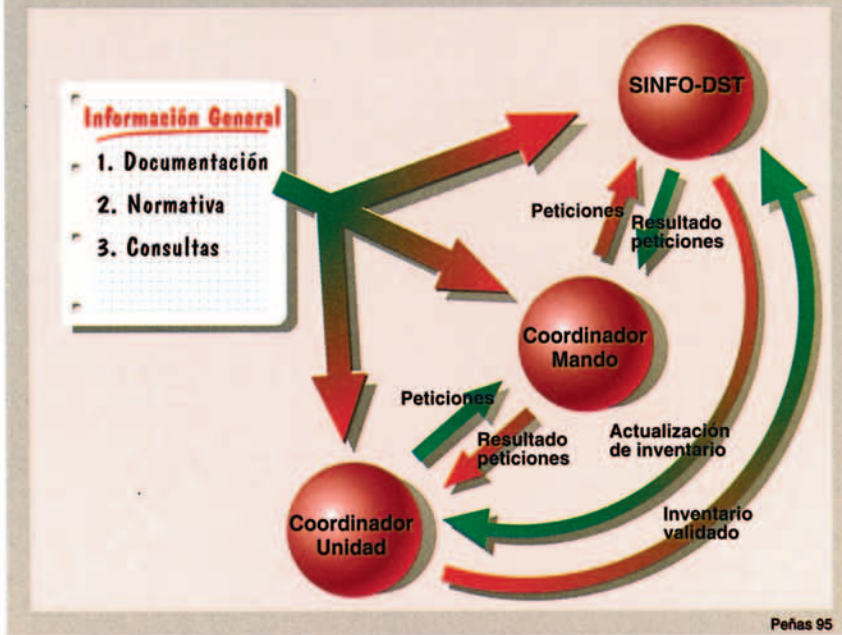 Información General
1. Documentación
2. Normativa
3. Consultas
SINFO-DST
Peticiones
Resultado
peticiones
Coordinador
Mando
Peticiones
Resultado
peticiones
Actualización
de inventario
Coordinador
Unidad
Inventario
validado
Peñas 95